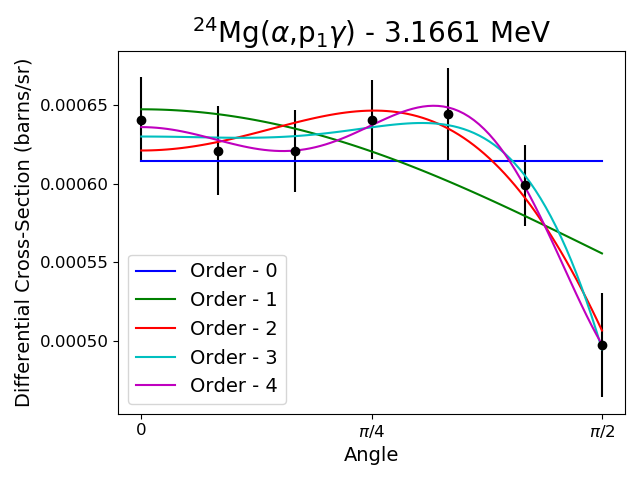 ²⁴Mg(α,p₁γ) - 3.1661 MeV
Differential Cross-Section (barns/sr)
0.00065
0.00060
0.00055
0.00050
Order - 0
Order - 1
Order - 2
Order - 3
Order - 4
0 π/4 π/2
Angle